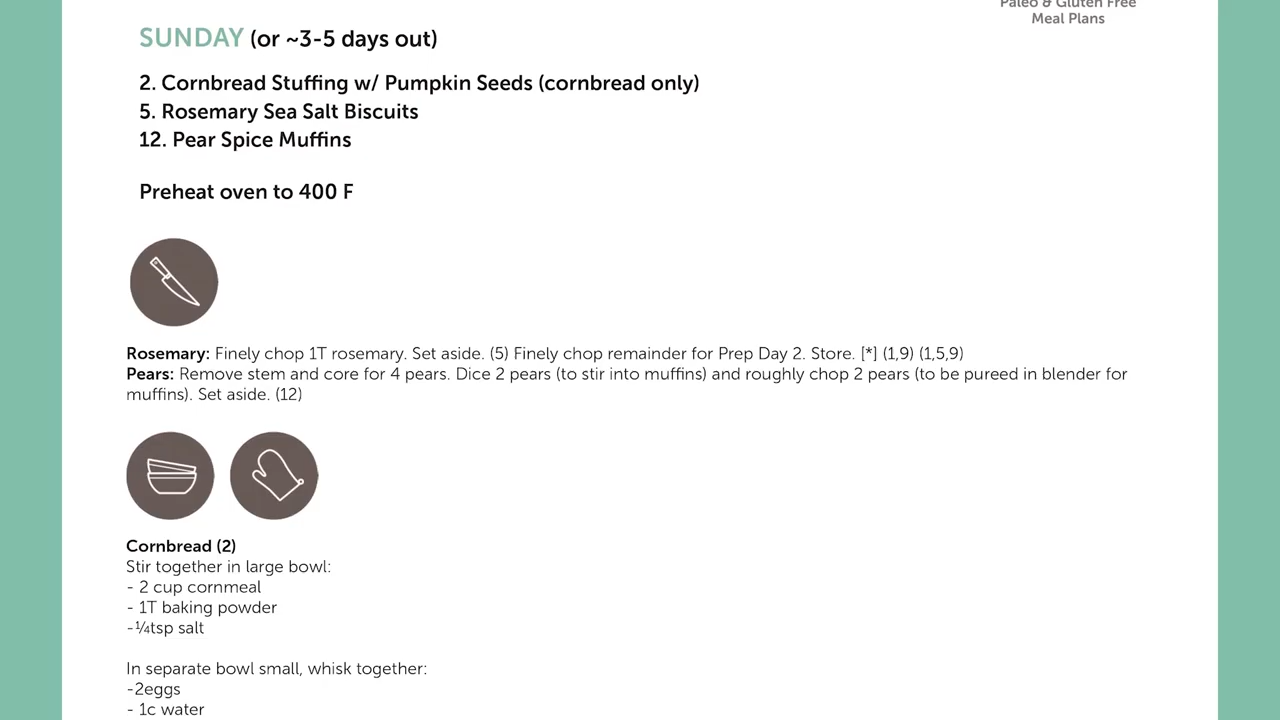 Paleo & Gluten Free
Meal Plans
SUNDAY (or ~3-5 days out)
2. Cornbread Stuffing w/ Pumpkin Seeds (cornbread only)
5. Rosemary Sea Salt Biscuits
12. Pear Spice Muffins
Preheat oven to 400 F
Rosemary: Finely chop 1T rosemary. Set aside. (5) Finely chop remainder for Prep Day 2. Store. [*] (1,9) (1,5,9)
Pears: Remove stem and core for 4 pears. Dice 2 pears (to stir into muffins) and roughly chop 2 pears (to be pureed in blender for
muffins). Set aside. (12)
Cornbread (2)
Stir together in large bowl:
- 2 cup cornmeal
- 1T baking powder
-¼tsp salt
In separate bowl small, whisk together:
-2eggs
- 1c water